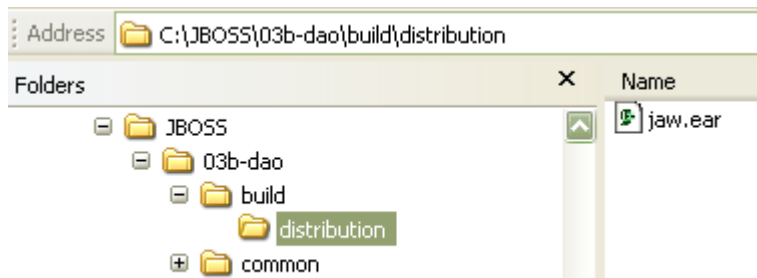 Address C:\JBOSS\03b-dao\build\distribution
Folders
Name
JBOSS
jaw.ear
03b-dao
build
distribution
common